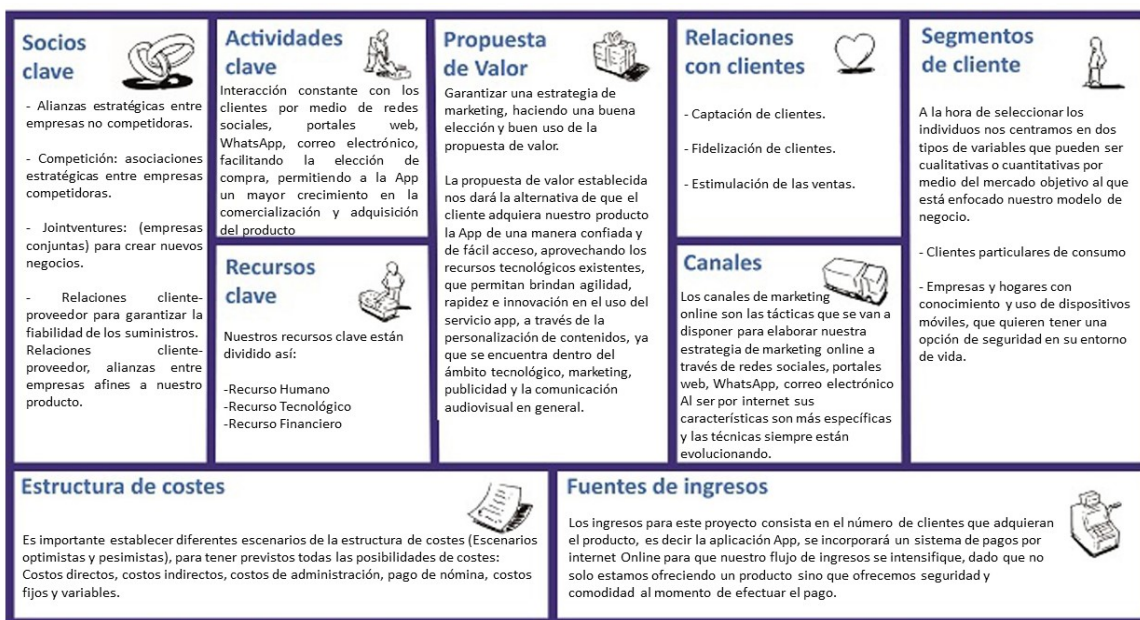 Socios
clave
- Alianzas estratégicas entre
empresas no competidoras.
- Competición: asociaciones
estratégicas entre empresas
competidoras.
- Jointventures: (empresas
conjuntas) para crear nuevos
negocios.
- Relaciones cliente-
proveedor para garantizar la
fiabilidad de los suministros.
Relaciones cliente-
proveedor, alianzas entre
empresas afines a nuestro
producto.
Actividades
clave
Interacción constante con los
clientes por medio de redes
sociales, portales web,
WhatsApp, correo electrónico,
facilitando la elección de
compra, permitiendo a la App
un mayor crecimiento en la
comercialización y adquisición
del producto
Recursos
clave
Nuestros recursos clave están
dividido así:
-Recurso Humano
-Recurso Tecnológico
-Recurso Financiero
Propuesta
de Valor
Garantizar una estrategia de
marketing, haciendo una buena
elección y buen uso de la
propuesta de valor.
La propuesta de valor establecida
nos dará la alternativa de que el
cliente adquiera nuestro producto
la App de una manera confiada y
de fácil acceso, aprovechando los
recursos tecnológicos existentes,
que permitan brindan agilidad,
rapidez e innovación en el uso del
servicio app, a través de la
personalización de contenidos, ya
que se encuentra dentro del
ámbito tecnológico, marketing,
publicidad y la comunicación
audiovisual en general.
Relaciones
con clientes
- Captación de clientes.
- Fidelización de clientes.
- Estimulación de las ventas.
Canales
Los canales de marketing
online son las tácticas que se van a
disponer para elaborar nuestra
estrategia de marketing online a
través de redes sociales, portales
web, WhatsApp, correo electrónico
Al ser por internet sus
características son más específicas
y las técnicas siempre están
evolucionando.
Segmentos
de cliente
A la hora de seleccionar los
individuos nos centramos en dos
tipos de variables que pueden ser
cualitativas o cuantitativas por
medio del mercado objetivo al que
está enfocado nuestro modelo de
negocio.
- Clientes particulares de consumo
- Empresas y hogares con
conocimiento y uso de dispositivos
móviles, que quieren tener una
opción de seguridad en su entorno
de vida.
Estructura de costes
Es importante establecer diferentes escenarios de la estructura de costes (Escenarios
optimistas y pesimistas), para tener previstos todas las posibilidades de costes:
Costos directos, costos indirectos, costos de administración, pago de nómina, costos
fijos y variables.
Fuentes de ingresos
Los ingresos para este proyecto consista en el número de clientes que adquieran
el producto, es decir la aplicación App, se incorporará un sistema de pagos por
internet Online para que nuestro flujo de ingresos se intensifique, dado que no
solo estamos ofreciendo un producto sino que ofrecemos seguridad y
comodidad al momento de efectuar el pago.